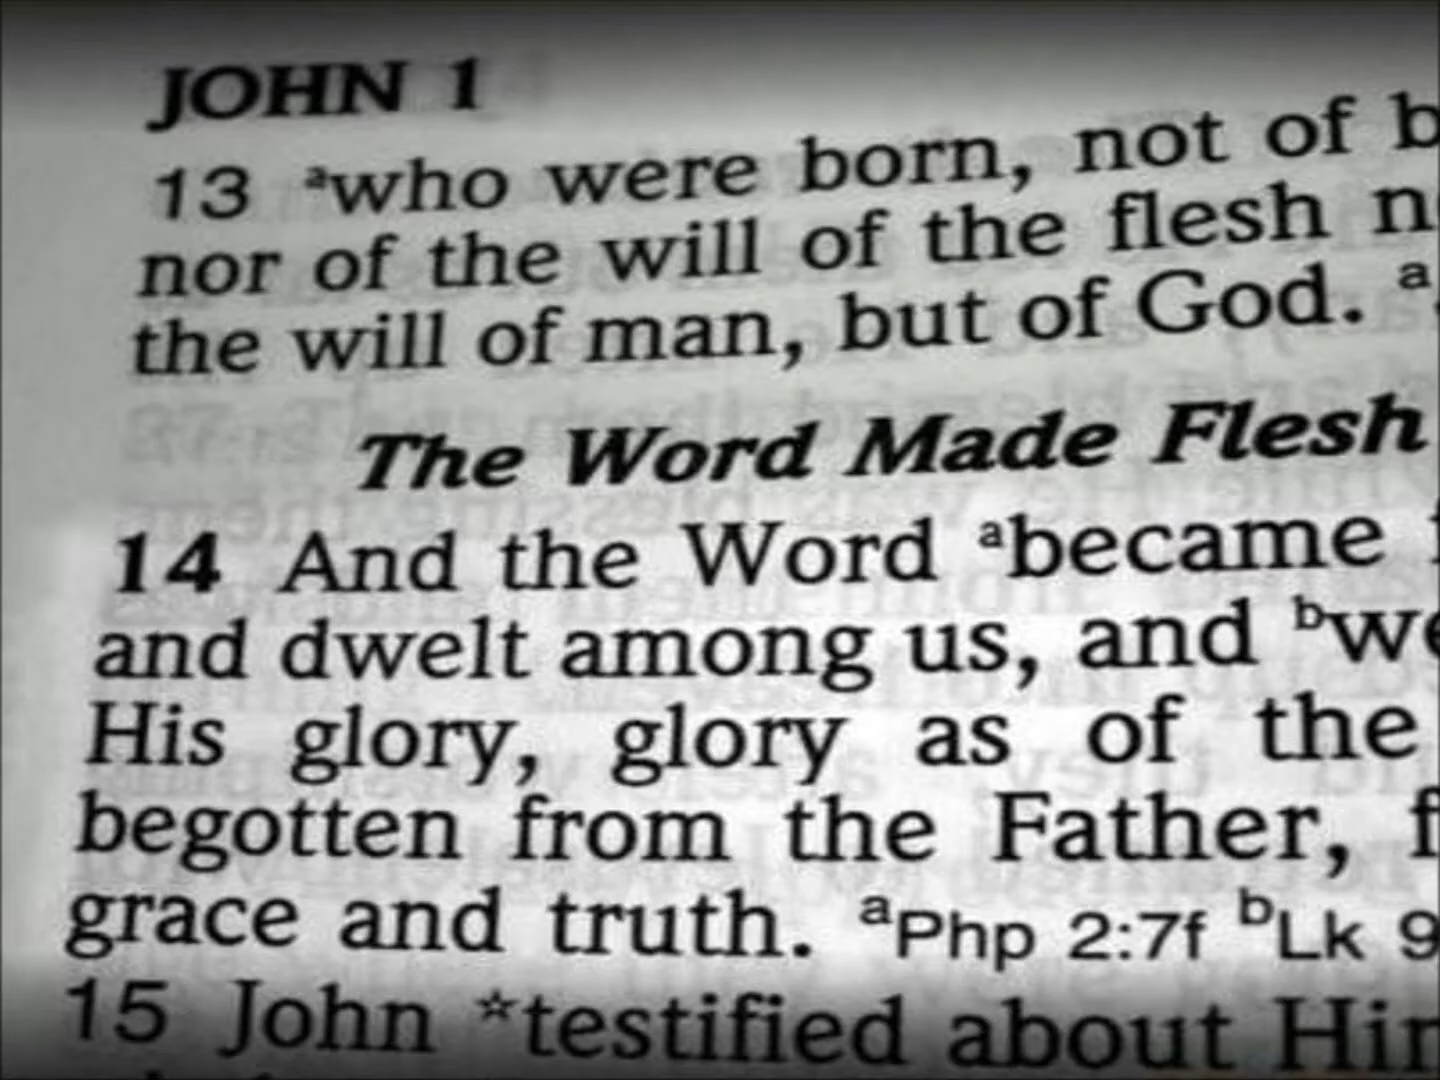 JOHN 1
13 ᵃwho were born, not of b
nor of the will of the flesh n
the will of man, but of God. ᵃ
The Word Made Flesh
14 And the Word ᵃbecame f
and dwelt among us, and ᵇwe
His glory, glory as of the
begotten from the Father, f
grace and truth. ᵃPhp 2:7f ᵇLk 9
15 John *testified about Him